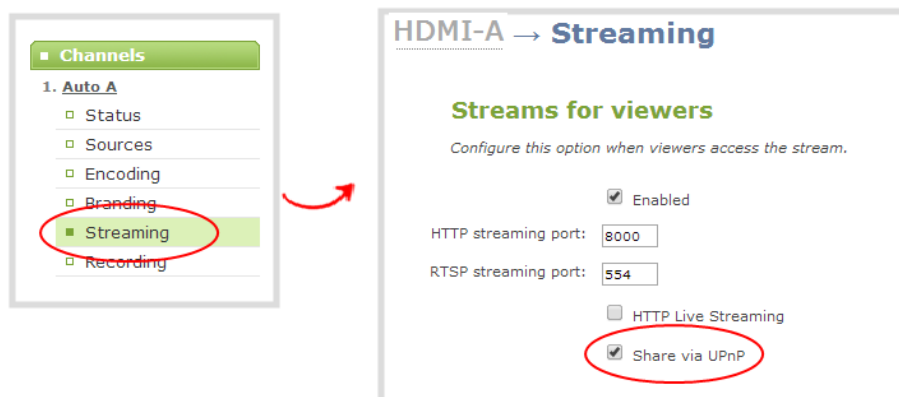 Channels
1. Auto A
Status
Sources
Encoding
Branding
Streaming
Recording
HDMI-A → Streaming
Streams for viewers
Configure this option when viewers access the stream.
Enabled
HTTP streaming port: 8000
RTSP streaming port: 554
HTTP Live Streaming
Share via UPnP